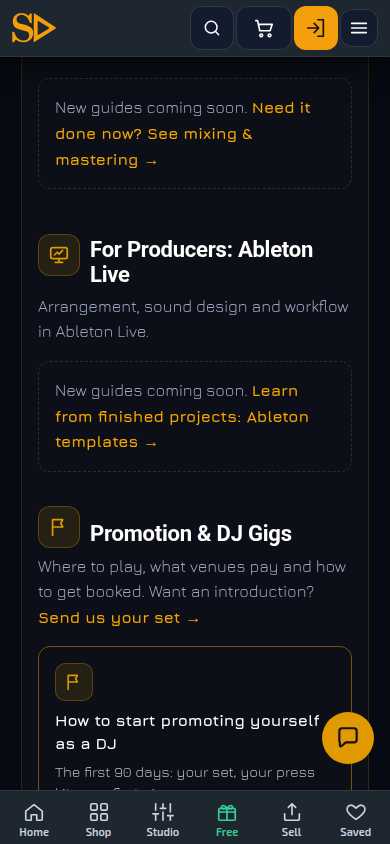 SD
New guides coming soon. Need it
done now? See mixing &
mastering →
For Producers: Ableton
Live
Arrangement, sound design and workflow
in Ableton Live.
New guides coming soon. Learn
from finished projects: Ableton
templates →
Promotion & DJ Gigs
Where to play, what venues pay and how
to get booked. Want an introduction?
Send us your set →
How to start promoting yourself
as a DJ
The first 90 days: your set, your press
Home Shop Studio Free Sell Saved